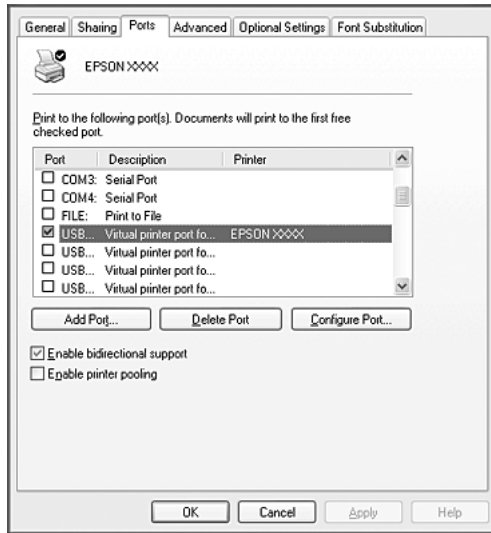 General Sharing Ports Advanced Optional Settings Font Substitution
EPSON XXXX
Print to the following port(s). Documents will print to the first free
checked port.
Port Description Printer
COM3: Serial Port
COM4: Serial Port
FILE: Print to File
USB... Virtual printer port fo... EPSON XXXX
USB... Virtual printer port fo...
USB... Virtual printer port fo...
USB... Virtual printer port fo...
Add Port... Delete Port Configure Port...
Enable bidirectional support
Enable printer pooling
OK Cancel Apply Help